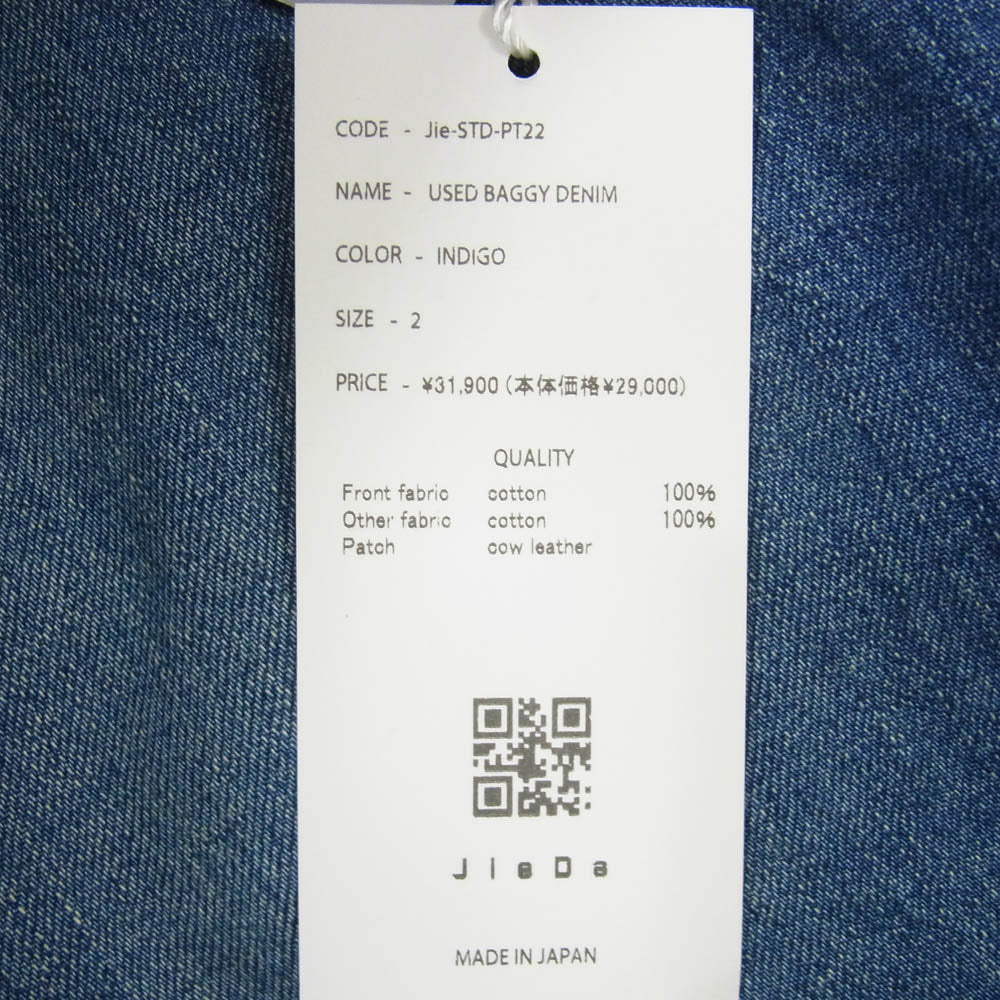 CODE - Jie-STD-PT22
NAME - USED BAGGY DENIM
COLOR - INDIGO
SIZE - 2
PRICE - ¥31,900(本体価格¥29,000)
QUALITY
Front fabric cotton 100%
Other fabric cotton 100%
Patch cow leather
JieDa
MADE IN JAPAN